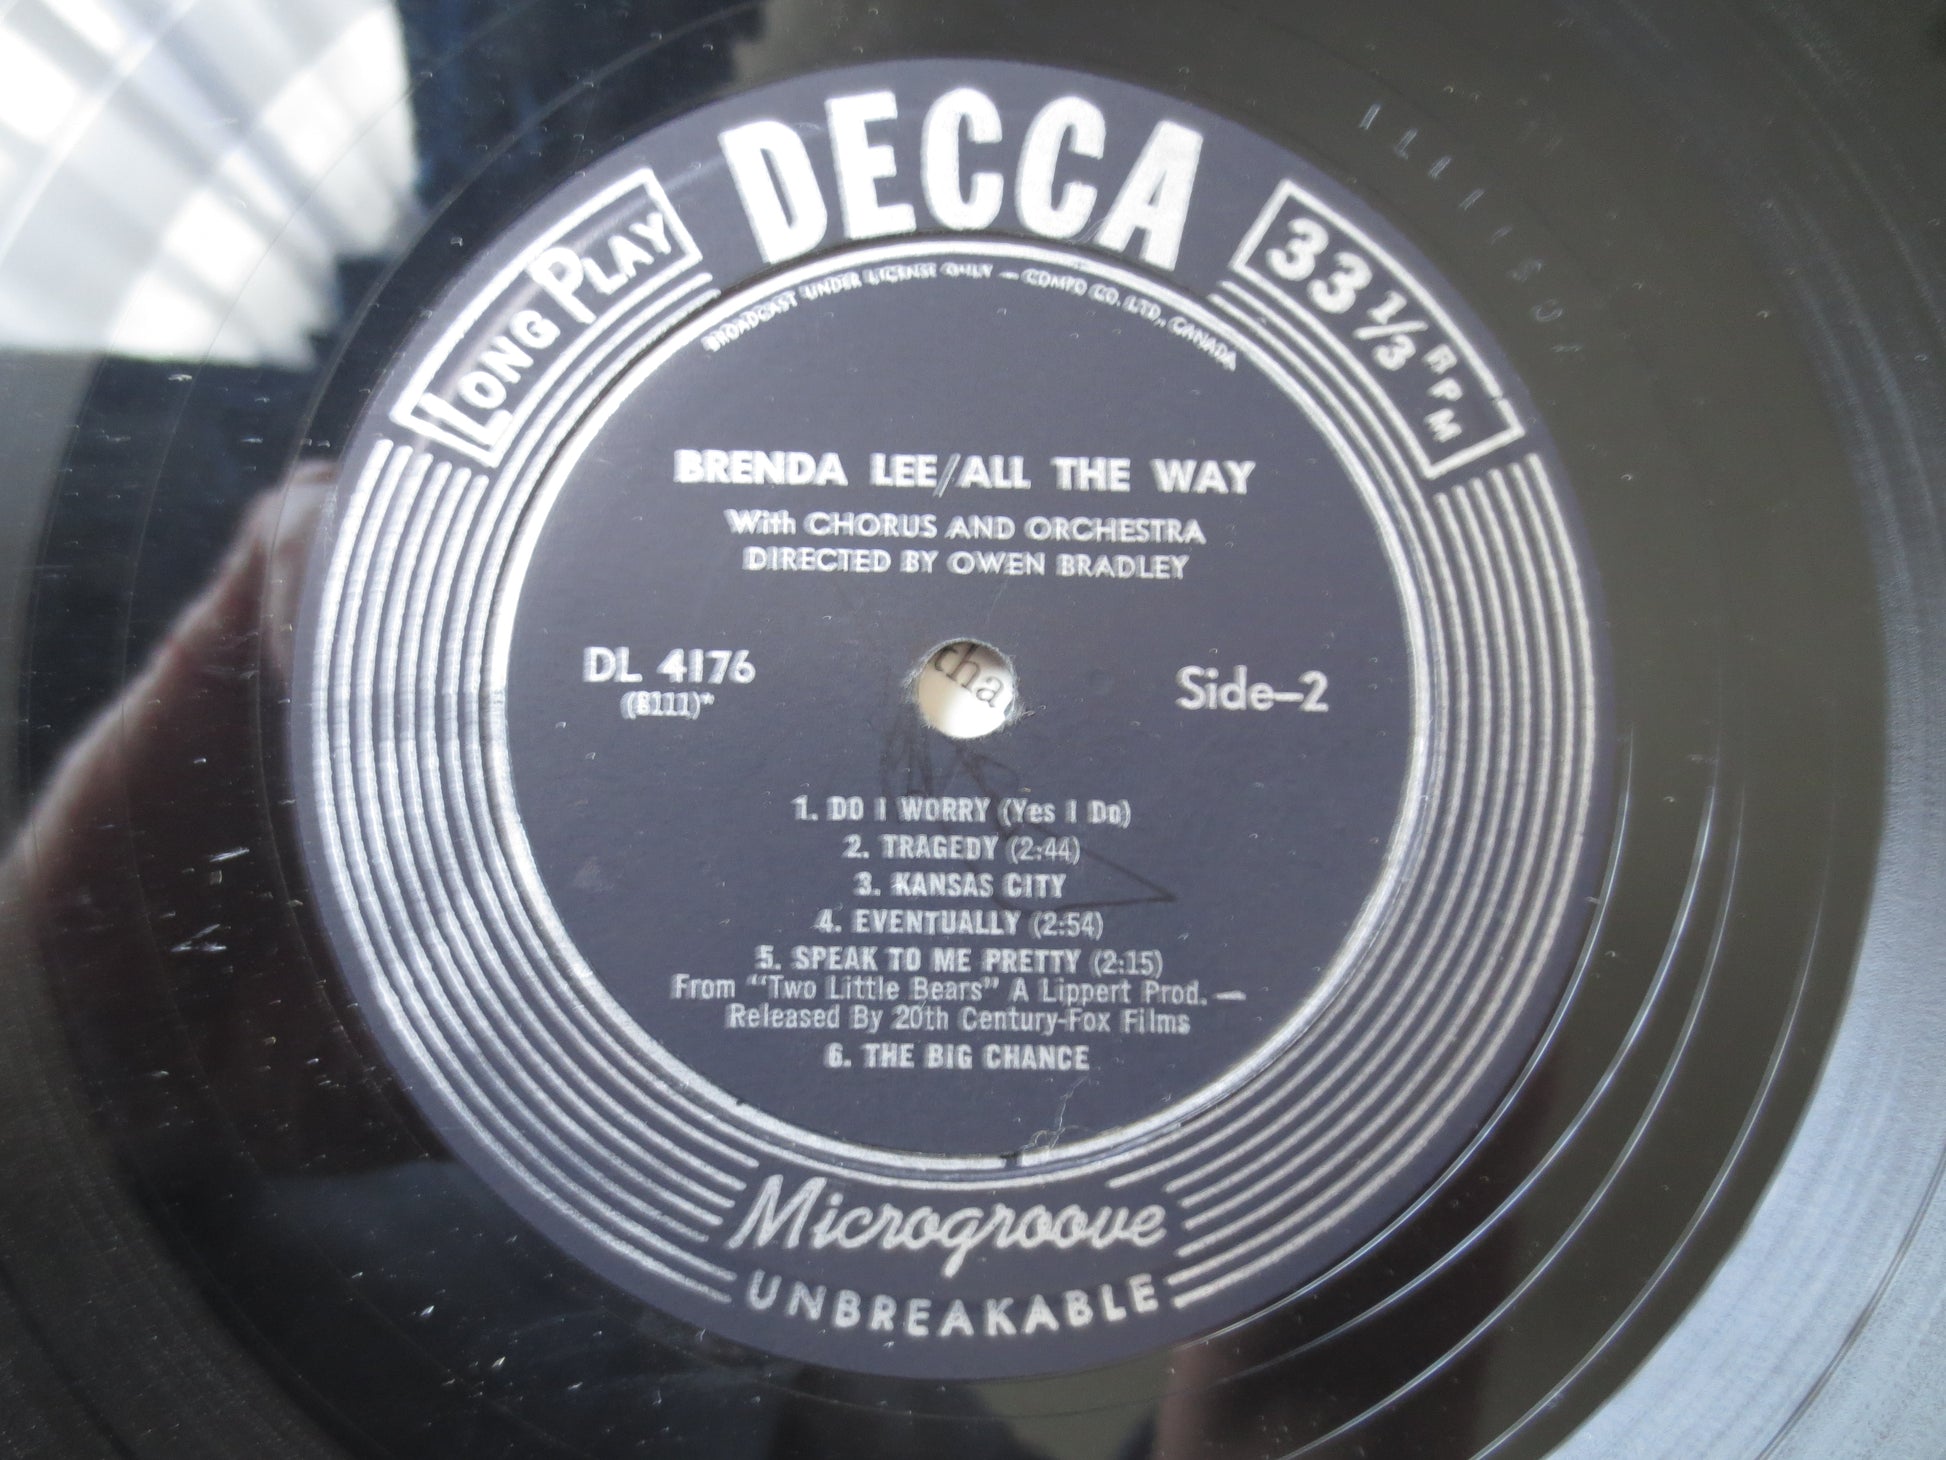 DECCA
LONG PLAY
33 1/3 RPM
BROADCAST UNDER LICENSE ONLY — COMPO CO. LTD., CANADA
BRENDA LEE/ALL THE WAY
With CHORUS AND ORCHESTRA
DIRECTED BY OWEN BRADLEY
DL 4176
Side-2
cha
1. DO I WORRY (Yes I Do)
2. TRAGEDY (2:44)
3. KANSAS CITY
4. EVENTUALLY (2:54)
5. SPEAK TO ME PRETTY (2:15)
From "Two Little Bears" A Lippert Prod. —
Released By 20th Century-Fox Films
6. THE BIG CHANCE
Microgroove
UNBREAKABLE